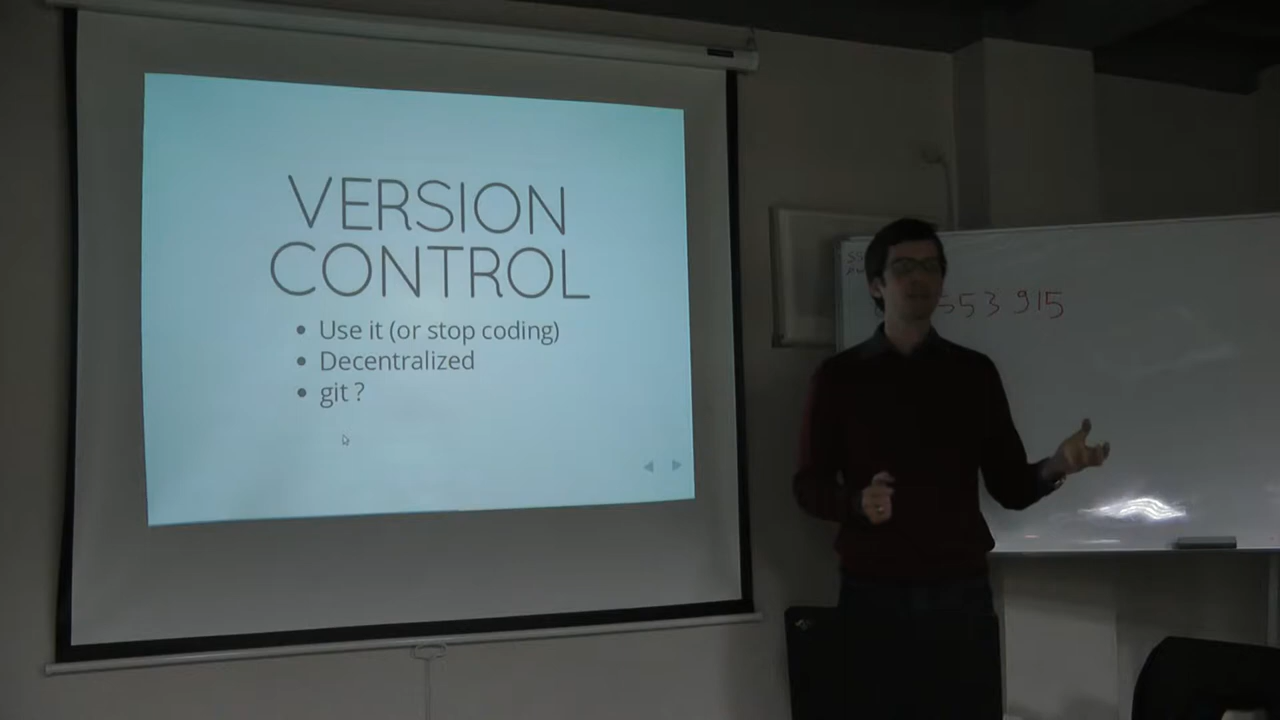 VERSION
CONTROL
• Use it (or stop coding)
• Decentralized
• git ?
553 915